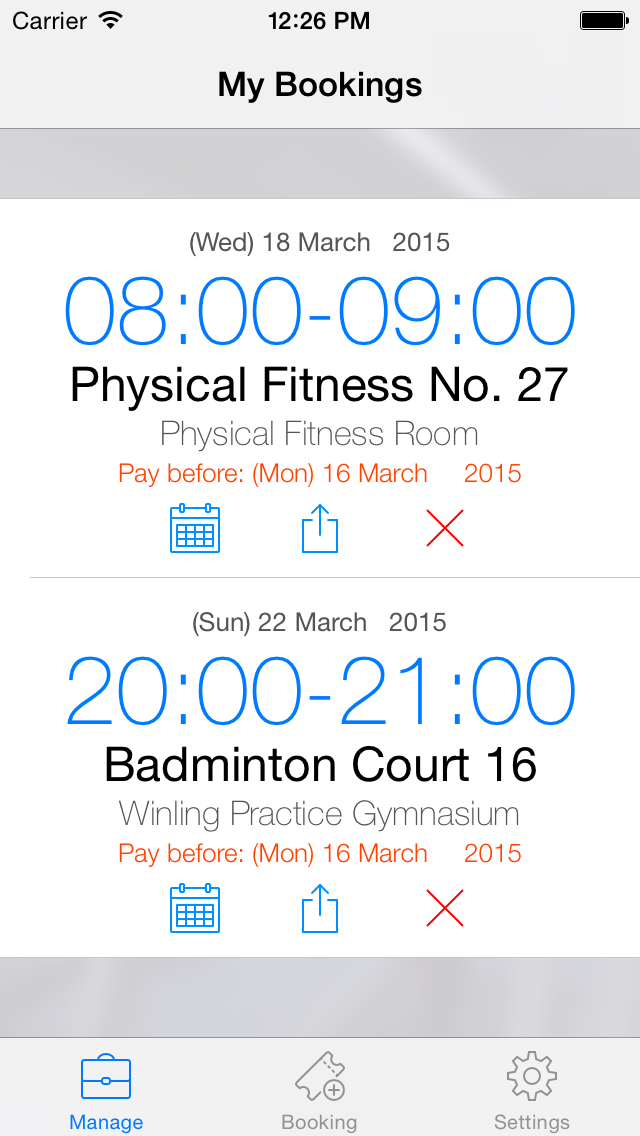 Carrier 12:26 PM
My Bookings
(Wed) 18 March 2015
08:00-09:00
Physical Fitness No. 27
Physical Fitness Room
Pay before: (Mon) 16 March 2015
(Sun) 22 March 2015
20:00-21:00
Badminton Court 16
Winling Practice Gymnasium
Pay before: (Mon) 16 March 2015
Manage Booking Settings